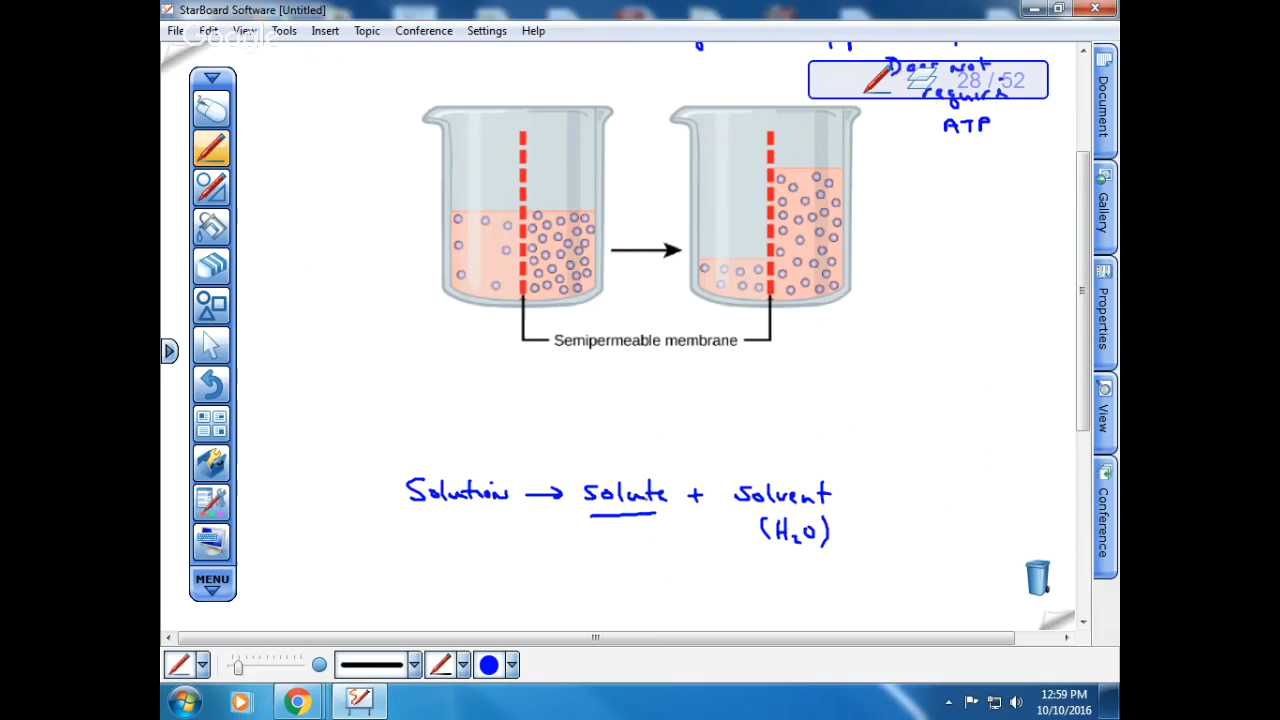 StarBoard Software [Untitled]
File Edit View Tools Insert Topic Conference Settings Help
Google
Does not
28 / 52
require
ATP
Semipermeable membrane
Solution → solute + solvent
(H₂O)
MENU
Document
Gallery
Properties
View
Conference
12:59 PM
10/10/2016